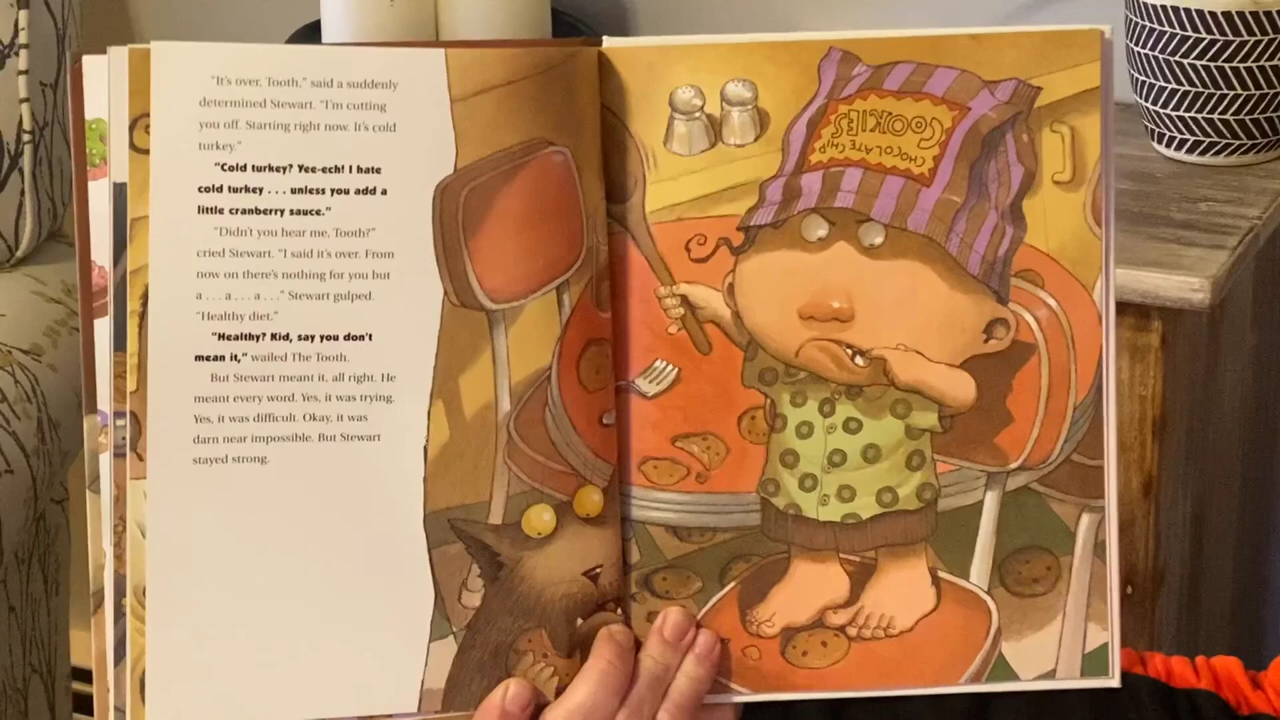 "It's over, Tooth," said a suddenly
determined Stewart. "I'm cutting
you off. Starting right now. It's cold
turkey."
"Cold turkey? Yee-ech! I hate
cold turkey . . . unless you add a
little cranberry sauce."
"Didn't you hear me, Tooth?"
cried Stewart. "I said it's over. From
now on there's nothing for you but
a . . . a . . . a . . ." Stewart gulped.
"Healthy diet."
"Healthy? Kid, say you don't
mean it," wailed The Tooth.
But Stewart meant it, all right. He
meant every word. Yes, it was trying.
Yes, it was difficult. Okay, it was
darn near impossible. But Stewart
stayed strong.
CHOCOLATE CHIP
COOKIES